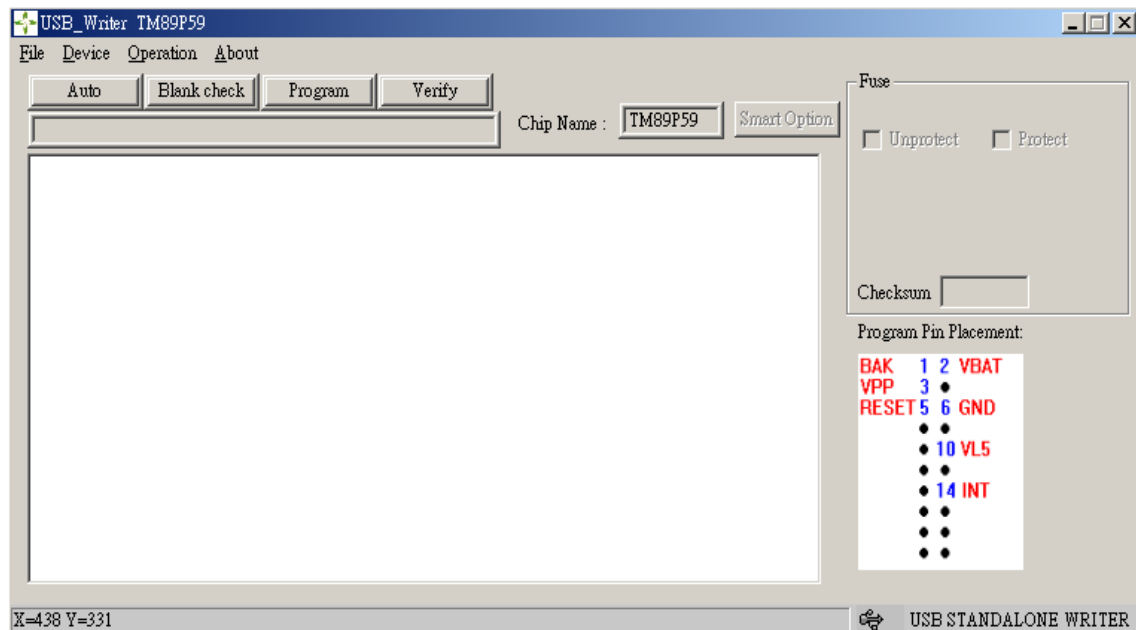 USB_Writer TM89P59
File Device Operation About
Auto Blank check Program Verify
Chip Name : TM89P59 Smart Option
Fuse
Unprotect Protect
Checksum
Program Pin Placement:
BAK 1 2 VBAT
VPP 3
RESET 5 6 GND
10 VL5
14 INT
X=438 Y=331
USB STANDALONE WRITER